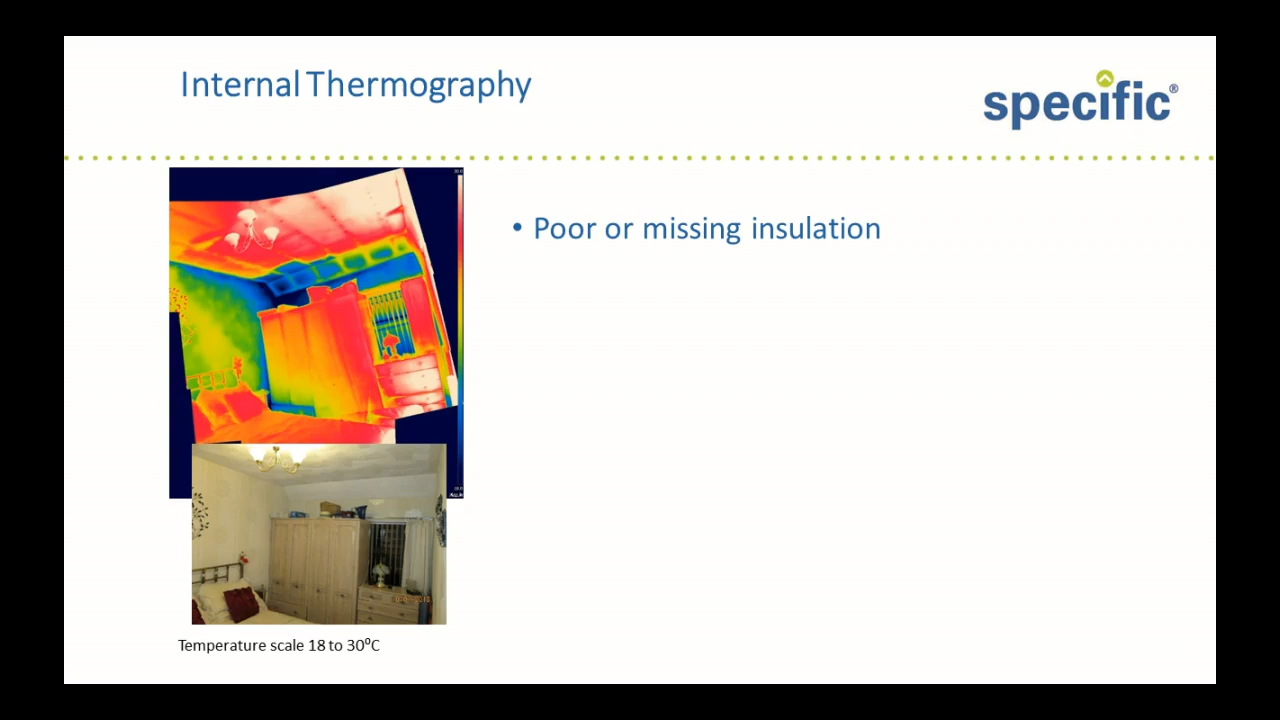 Internal Thermography
specific®
• Poor or missing insulation
Temperature scale 18 to 30⁰C